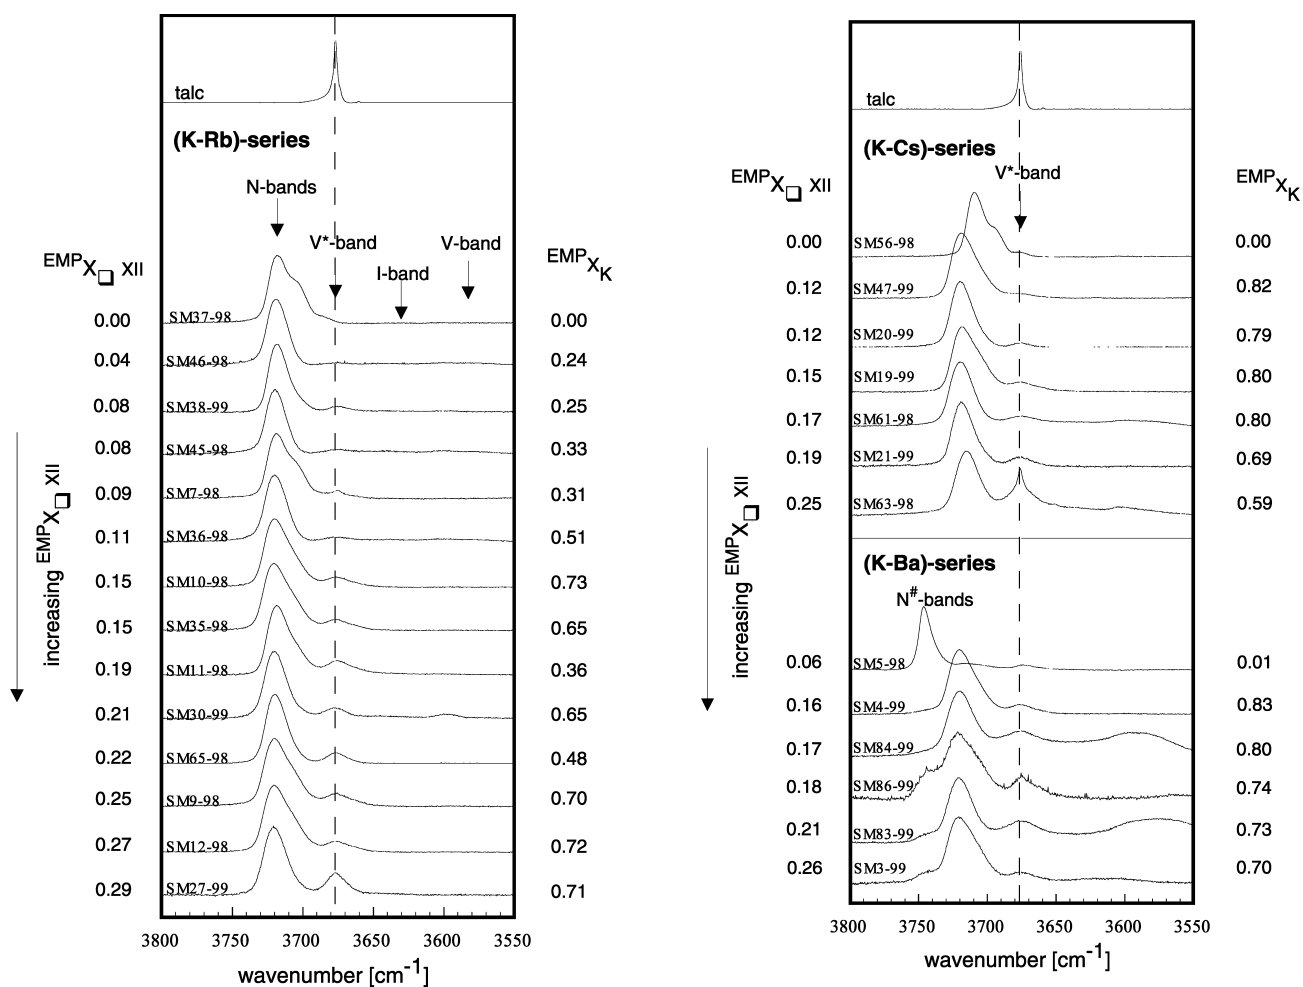 talc
(K-Rb)-series
N-bands
V*-band
I-band
V-band
EMPX❏ XII
EMPXK
0.00 SM37-98 0.00
0.04 SM46-98 0.24
0.08 SM38-99 0.25
0.08 SM45-98 0.33
0.09 SM7-98 0.31
0.11 SM36-98 0.51
0.15 SM10-98 0.73
0.15 SM35-98 0.65
0.19 SM11-98 0.36
0.21 SM30-99 0.65
0.22 SM65-98 0.48
0.25 SM9-98 0.70
0.27 SM12-98 0.72
0.29 SM27-99 0.71
increasing EMPX❏ XII
3800 3750 3700 3650 3600 3550
wavenumber [cm-1]
talc
(K-Cs)-series
V*-band
EMPX❏ XII
EMPXK
0.00 SM56-98 0.00
0.12 SM47-99 0.82
0.12 SM20-99 0.79
0.15 SM19-99 0.80
0.17 SM61-98 0.80
0.19 SM21-99 0.69
0.25 SM63-98 0.59
(K-Ba)-series
N#-bands
0.06 SM5-98 0.01
0.16 SM4-99 0.83
0.17 SM84-99 0.80
0.18 SM86-99 0.74
0.21 SM83-99 0.73
0.26 SM3-99 0.70
increasing EMPX❏ XII
3800 3750 3700 3650 3600 3550
wavenumber [cm-1]